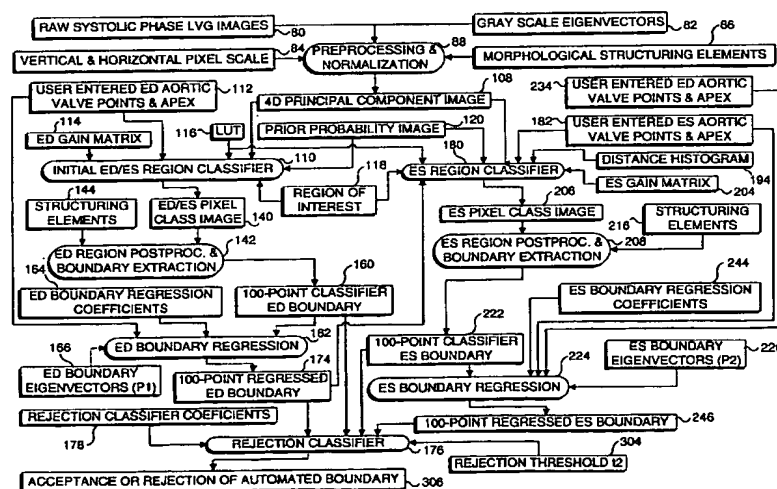 RAW SYSTOLIC PHASE LVG IMAGES
80
GRAY SCALE EIGENVECTORS
82
84
VERTICAL & HORIZONTAL PIXEL SCALE
PREPROCESSING &
NORMALIZATION
88
86
MORPHOLOGICAL STRUCTURING ELEMENTS
USER ENTERED ED AORTIC
VALVE POINTS & APEX
112
108
4D PRINCIPAL COMPONENT IMAGE
234
USER ENTERED ED AORTIC
VALVE POINTS & APEX
114
ED GAIN MATRIX
116
LUT
120
PRIOR PROBABILITY IMAGE
182
USER ENTERED ES AORTIC
VALVE POINTS & APEX
INITIAL ED/ES REGION CLASSIFIER
110
118
REGION OF
INTEREST
180
ES REGION CLASSIFIER
DISTANCE HISTOGRAM
194
ES GAIN MATRIX
204
144
STRUCTURING
ELEMENTS
ED/ES PIXEL
CLASS IMAGE
140
206
ES PIXEL CLASS IMAGE
216
STRUCTURING
ELEMENTS
142
ED REGION POSTPROC. &
BOUNDARY EXTRACTION
ES REGION POSTPROC. &
BOUNDARY EXTRACTION
208
164
ED BOUNDARY REGRESSION
COEFFICIENTS
160
100-POINT CLASSIFIER
ED BOUNDARY
244
ES BOUNDARY REGRESSION
COEFFICIENTS
222
100-POINT CLASSIFIER
ES BOUNDARY
162
ED BOUNDARY REGRESSION
166
ED BOUNDARY
EIGENVECTORS (P1)
174
100-POINT REGRESSED
ED BOUNDARY
224
ES BOUNDARY REGRESSION
ES BOUNDARY
EIGENVECTORS (P2)
REJECTION CLASSIFIER COEFICIENTS
178
100-POINT REGRESSED ES BOUNDARY
246
REJECTION CLASSIFIER
176
304
REJECTION THRESHOLD t2
ACCEPTANCE OR REJECTION OF AUTOMATED BOUNDARY
306